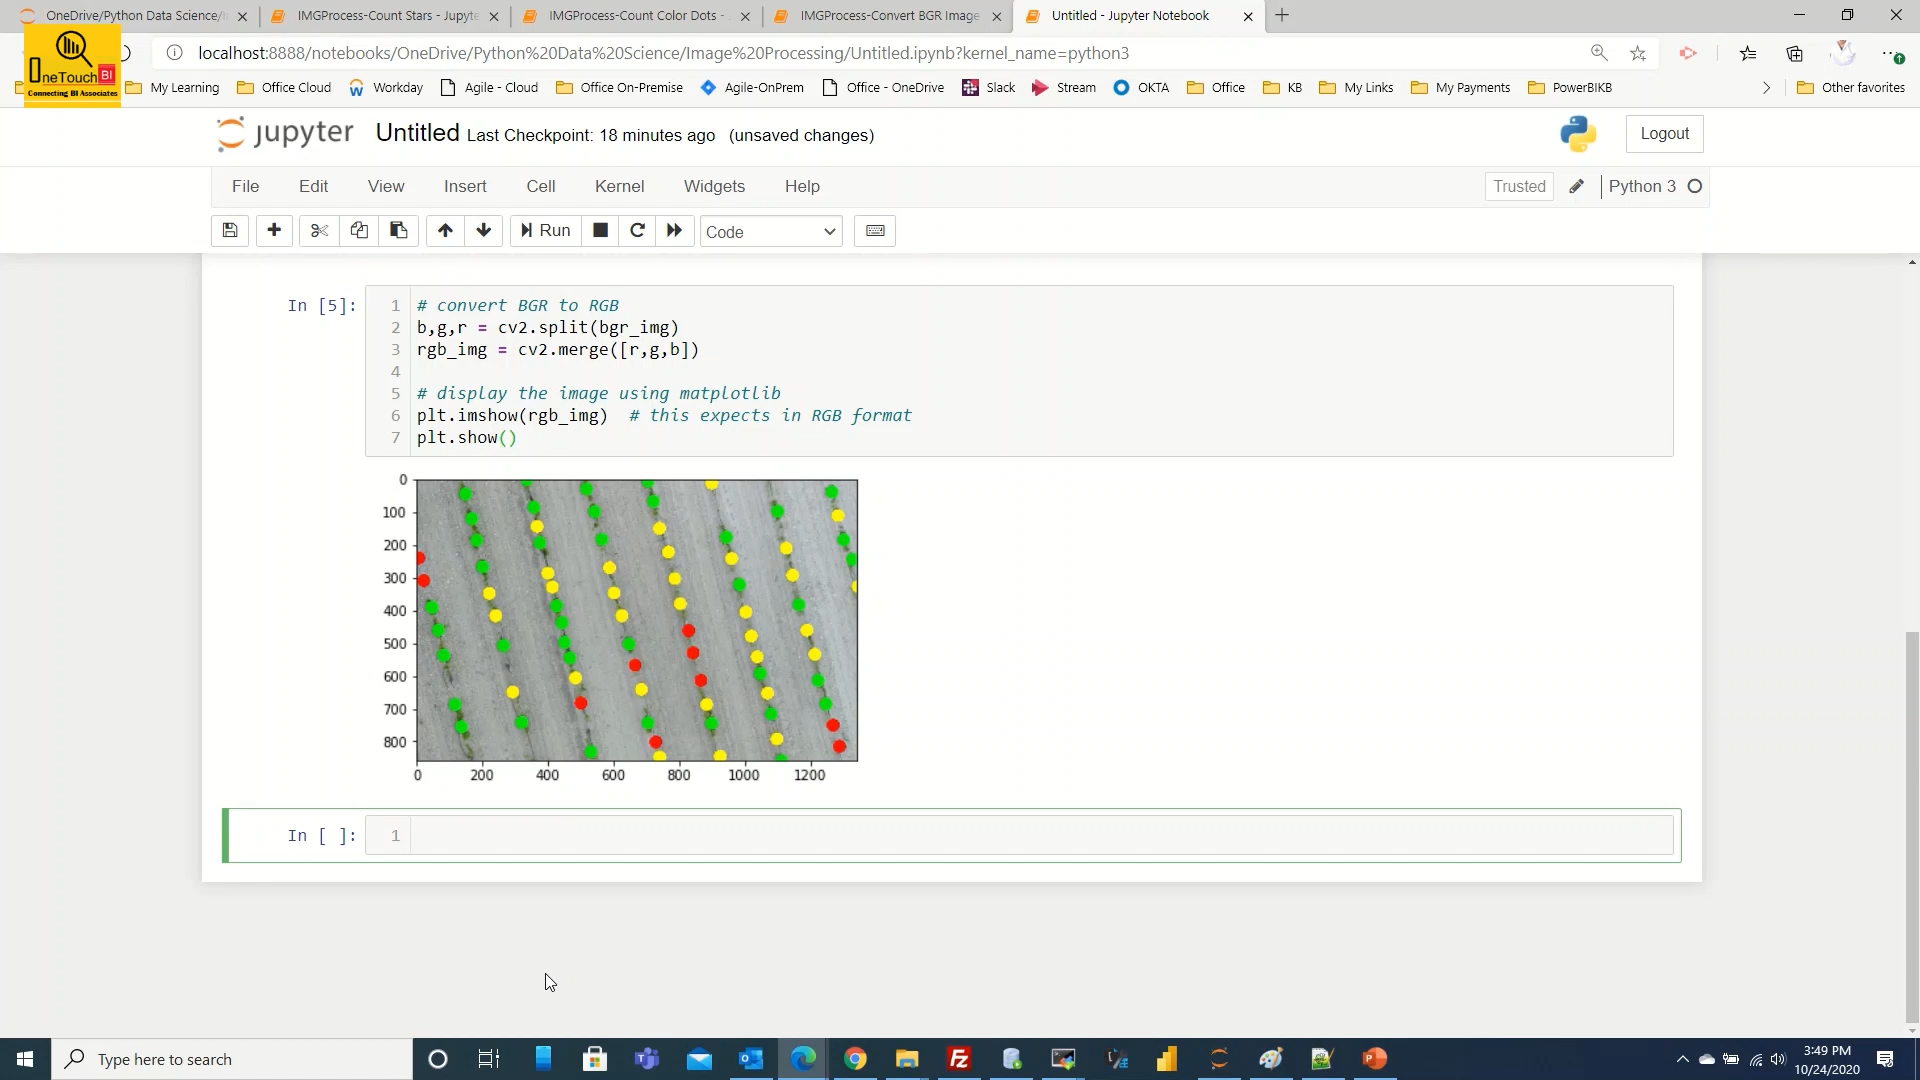 OneDrive/Python Data Science/
IMGProcess-Count Stars - Jupyte
IMGProcess-Count Color Dots -
IMGProcess-Convert BGR Image
Untitled - Jupyter Notebook
localhost:8888/notebooks/OneDrive/Python%20Data%20Science/Image%20Processing/Untitled.ipynb?kernel_name=python3
OneTouch BI
Connecting BI Associates
My Learning
Office Cloud
Workday
Agile - Cloud
Office On-Premise
Agile-OnPrem
Office - OneDrive
Slack
Stream
OKTA
Office
KB
My Links
My Payments
PowerBIKB
Other favorites
jupyter Untitled Last Checkpoint: 18 minutes ago (unsaved changes)
Logout
File Edit View Insert Cell Kernel Widgets Help
Trusted
Python 3
Run
Code
In [5]:
1 # convert BGR to RGB
2 b,g,r = cv2.split(bgr_img)
3 rgb_img = cv2.merge([r,g,b])
4
5 # display the image using matplotlib
6 plt.imshow(rgb_img)  # this expects in RGB format
7 plt.show()
0
100
200
300
400
500
600
700
800
0 200 400 600 800 1000 1200
In [ ]: 1
Type here to search
3:49 PM
10/24/2020